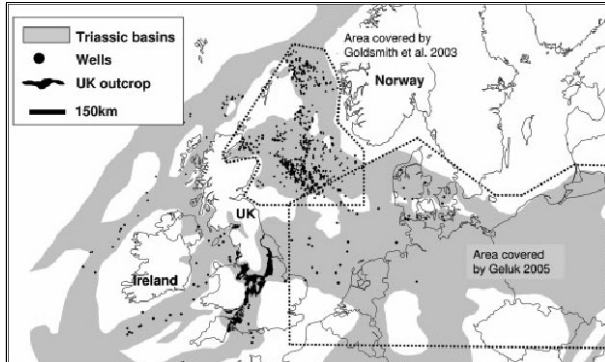 Triassic basins
Wells
UK outcrop
150km
Area covered by
Goldsmith et al. 2003
Norway
UK
Ireland
Area covered
by Geluk 2005